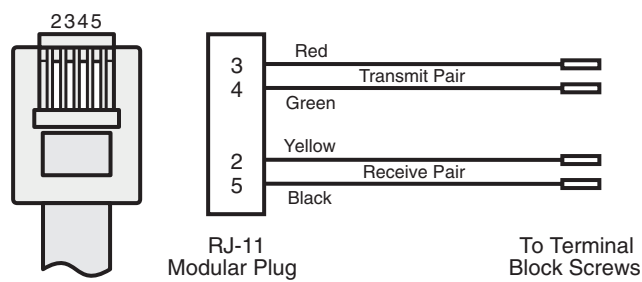 2345
3
4
2
5
Red
Transmit Pair
Green
Yellow
Receive Pair
Black
RJ-11
Modular Plug
To Terminal
Block Screws